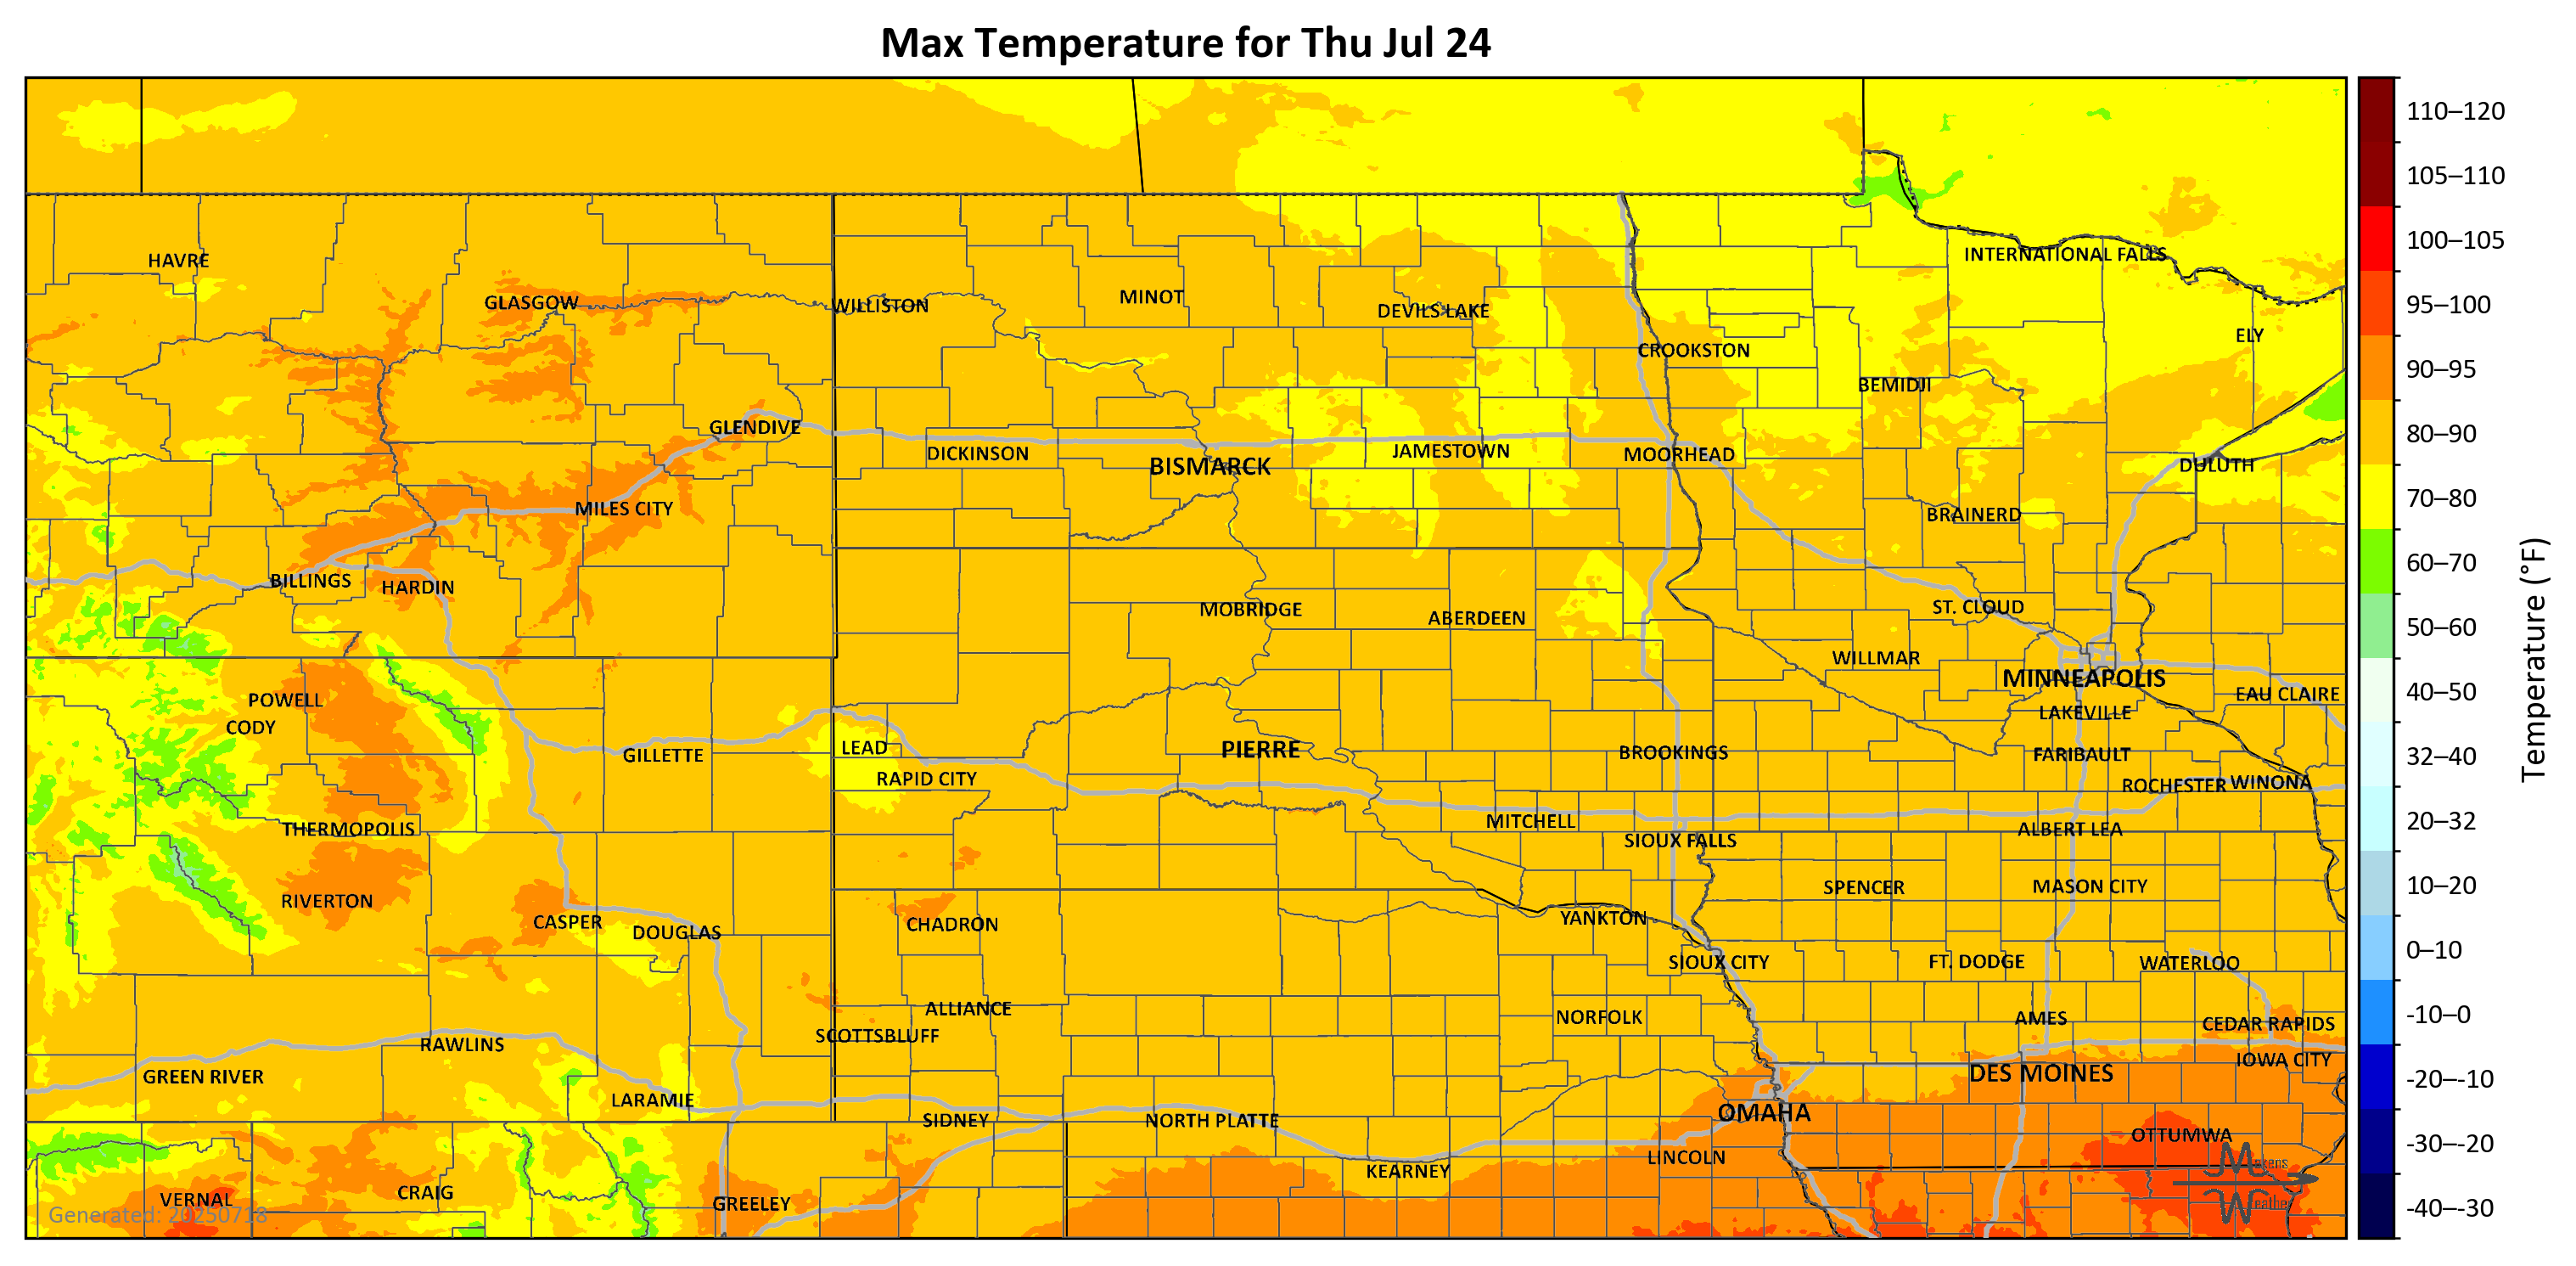 Max Temperature for Thu Jul 24
110–120
105–110
100–105
95–100
90–95
80–90
70–80
60–70
50–60
40–50
32–40
20–32
10–20
0–10
-10–0
-20–-10
-30–-20
-40–-30
Temperature (°F)
HAVRE
INTERNATIONAL FALLS
GLASGOW
WILLISTON
MINOT
DEVILS LAKE
ELY
CROOKSTON
BEMIDJI
GLENDIVE
DICKINSON
BISMARCK
JAMESTOWN
MOORHEAD
DULUTH
MILES CITY
BRAINERD
BILLINGS
HARDIN
MOBRIDGE
ABERDEEN
ST. CLOUD
WILLMAR
MINNEAPOLIS
EAU CLAIRE
POWELL
CODY
LAKEVILLE
GILLETTE
LEAD
PIERRE
BROOKINGS
FARIBAULT
RAPID CITY
ROCHESTER
WINONA
THERMOPOLIS
MITCHELL
SIOUX FALLS
ALBERT LEA
RIVERTON
SPENCER
MASON CITY
CASPER
DOUGLAS
CHADRON
YANKTON
SIOUX CITY
FT. DODGE
WATERLOO
ALLIANCE
NORFOLK
AMES
CEDAR RAPIDS
SCOTTSBLUFF
RAWLINS
IOWA CITY
GREEN RIVER
DES MOINES
LARAMIE
SIDNEY
NORTH PLATTE
OMAHA
OTTUMWA
LINCOLN
KEARNEY
VERNAL
CRAIG
GREELEY
Generated: 20250718